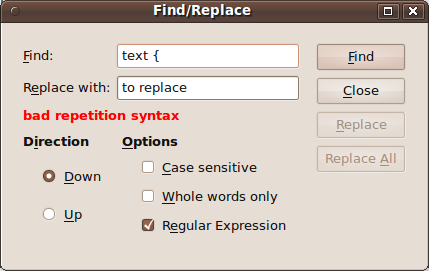 Find/Replace
Find: text { Find
Replace with: to replace Close
bad repetition syntax Replace
Direction Options
Replace All
Case sensitive
Down
Whole words only
Up
Regular Expression